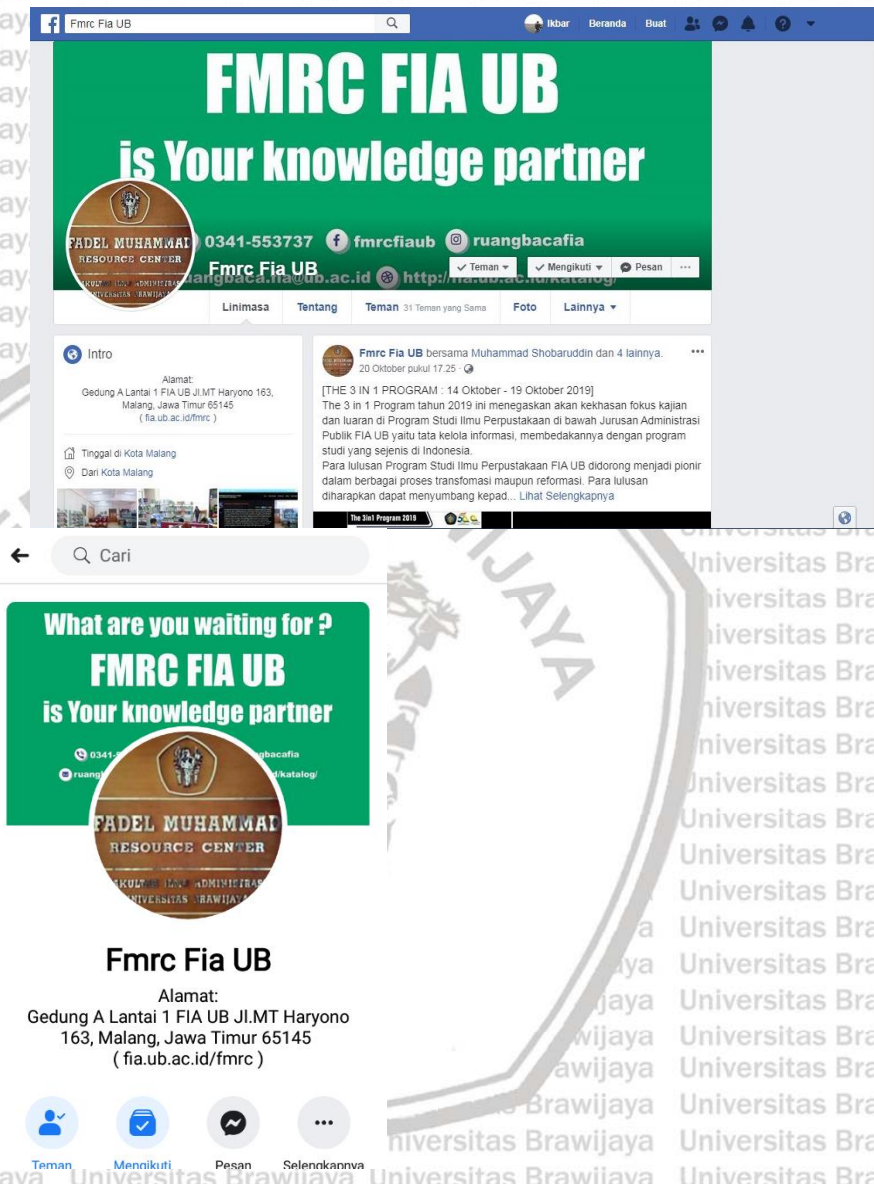 Fmrc Fia UB
Ikbar Beranda Buat
FMRC FIA UB
is Your knowledge partner
FADEL MUHAMMAD
RESOURCE CENTER
0341-553737 fmrcfiaub ruangbacafia
Fmrc Fia UB
Teman Mengikuti Pesan
Linimasa Tentang Teman 31 Teman yang Sama Foto Lainnya
Intro
Alamat:
Gedung A Lantai 1 FIA UB Jl.MT Haryono 163,
Malang, Jawa Timur 65145
( fia.ub.ac.id/fmrc )
Tinggal di Kota Malang
Dari Kota Malang
Fmrc Fia UB bersama Muhammad Shobaruddin dan 4 lainnya.
20 Oktober pukul 17.25
[THE 3 IN 1 PROGRAM : 14 Oktober - 19 Oktober 2019]
The 3 in 1 Program tahun 2019 ini menegaskan akan kekhasan fokus kajian
dan luaran di Program Studi Ilmu Perpustakaan di bawah Jurusan Administrasi
Publik FIA UB yaitu tata kelola informasi, membedakannya dengan program
studi yang sejenis di Indonesia.
Para lulusan Program Studi Ilmu Perpustakaan FIA UB didorong menjadi pionir
dalam berbagai proses transfomasi maupun reformasi. Para lulusan
diharapkan dapat menyumbang kepad... Lihat Selengkapnya
The 3in1 Program 2019
Cari
What are you waiting for ?
FMRC FIA UB
is Your knowledge partner
FADEL MUHAMMAD
RESOURCE CENTER
Fmrc Fia UB
Alamat:
Gedung A Lantai 1 FIA UB Jl.MT Haryono
163, Malang, Jawa Timur 65145
( fia.ub.ac.id/fmrc )
Teman Mengikuti Pesan Selengkapnya
Universitas Brawijaya Universitas Brawijaya